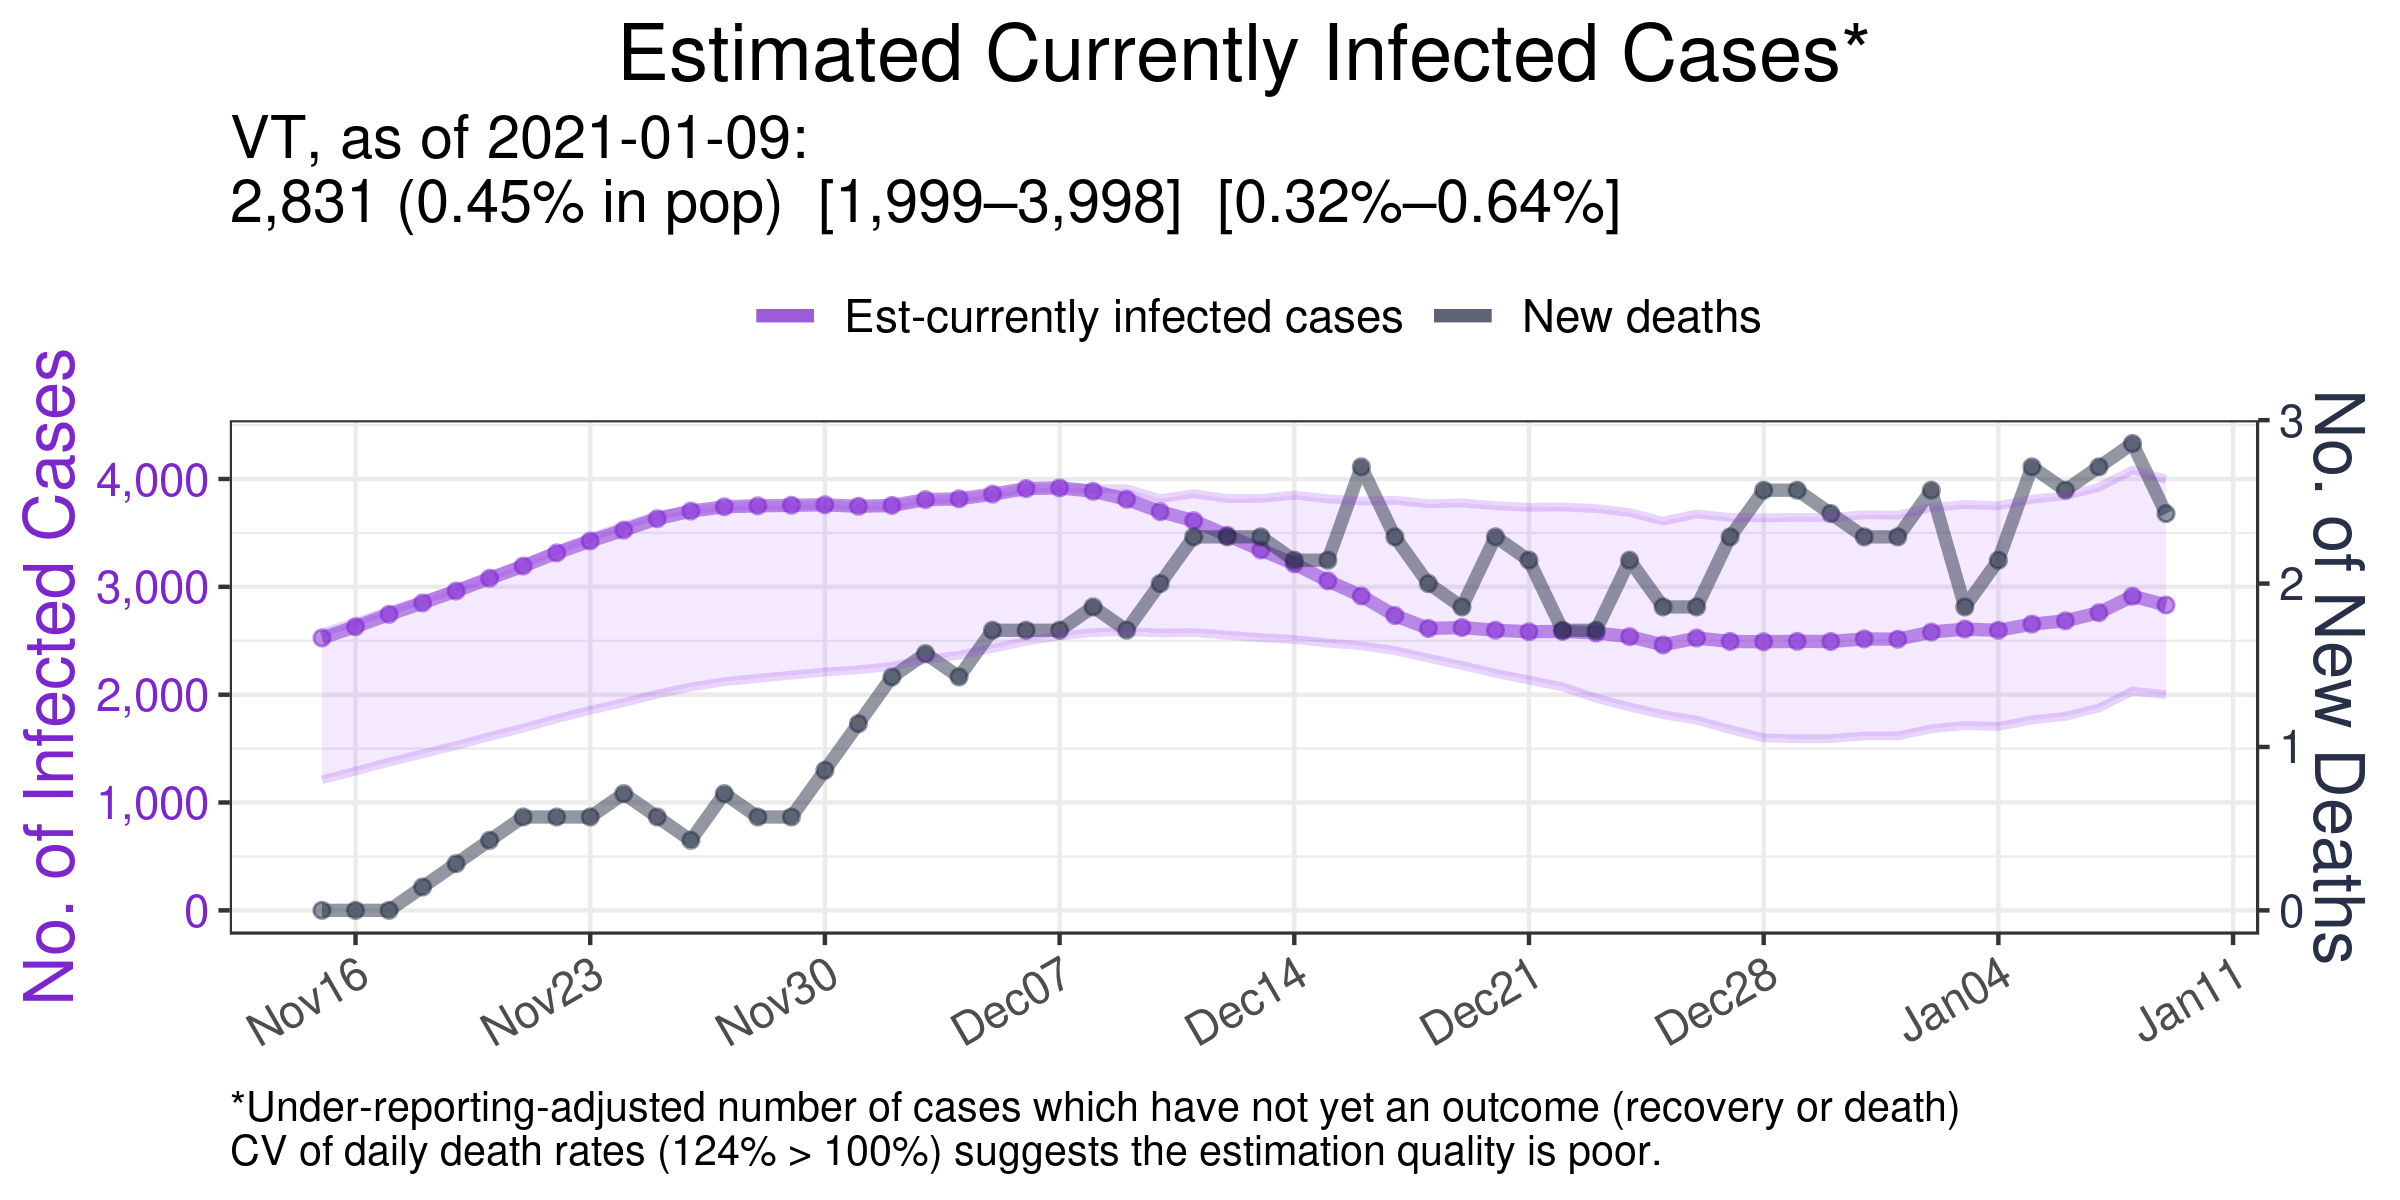 Estimated Currently Infected Cases*
VT, as of 2021-01-09:
2,831 (0.45% in pop)  [1,999–3,998]  [0.32%–0.64%]
Est-currently infected cases
New deaths
No. of Infected Cases
4,000
3,000
2,000
1,000
0
3
2
1
0
No. of New Deaths
Nov16
Nov23
Nov30
Dec07
Dec14
Dec21
Dec28
Jan04
Jan11
*Under-reporting-adjusted number of cases which have not yet an outcome (recovery or death)
CV of daily death rates (124% > 100%) suggests the estimation quality is poor.